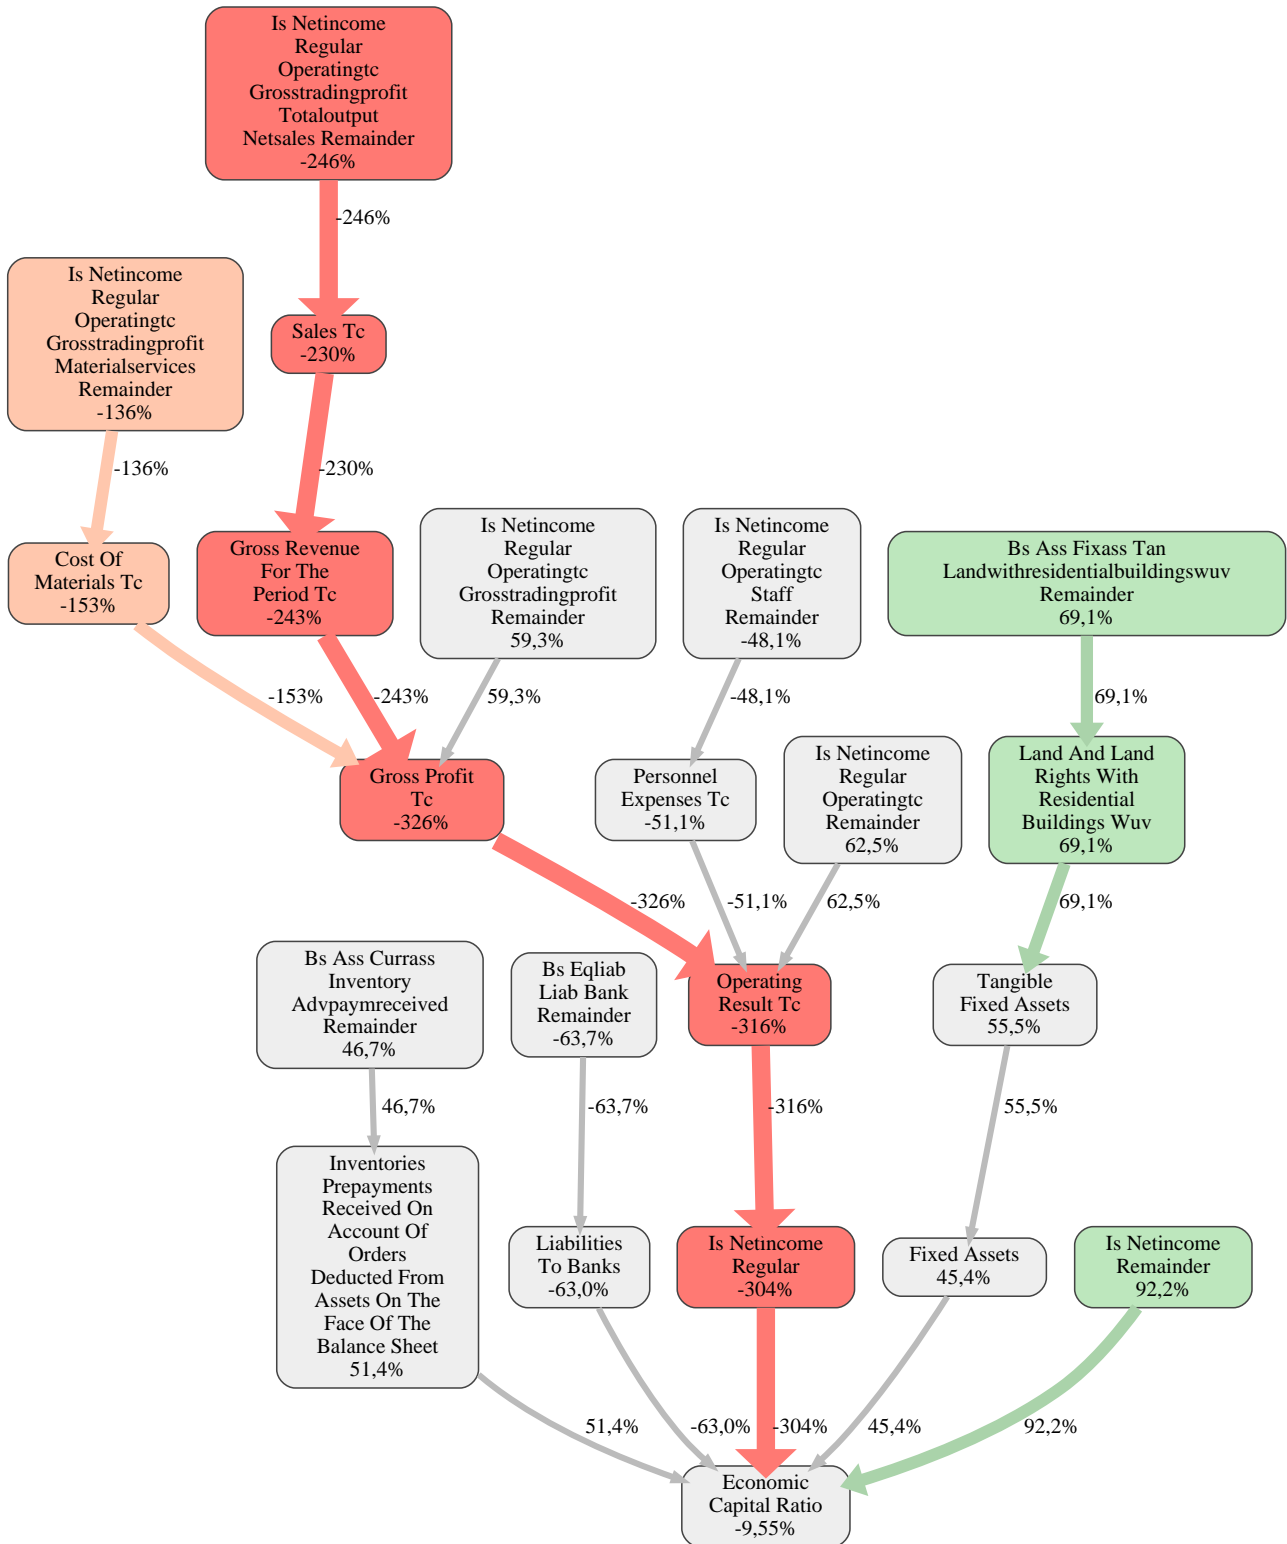 Is Netincome
Regular
Operatingtc
Grosstradingprofit
Totaloutput
Netsales Remainder
-246%
-246%
Is Netincome
Regular
Operatingtc
Grosstradingprofit
Materialservices
Remainder
-136%
Sales Tc
-230%
-136%
-230%
Cost Of
Materials Tc
-153%
Gross Revenue
For The
Period Tc
-243%
Is Netincome
Regular
Operatingtc
Grosstradingprofit
Remainder
59,3%
Is Netincome
Regular
Operatingtc
Staff
Remainder
-48,1%
Bs Ass Fixass Tan
Landwithresidentialbuildingswuv
Remainder
69,1%
-153%
-243%
59,3%
-48,1%
69,1%
Gross Profit
Tc
-326%
Personnel
Expenses Tc
-51,1%
Is Netincome
Regular
Operatingtc
Remainder
62,5%
Land And Land
Rights With
Residential
Buildings Wuv
69,1%
-326%
-51,1%
62,5%
69,1%
Bs Ass Currass
Inventory
Advpaymreceived
Remainder
46,7%
Bs Eqliab
Liab Bank
Remainder
-63,7%
Operating
Result Tc
-316%
Tangible
Fixed Assets
55,5%
46,7%
-63,7%
-316%
55,5%
Inventories
Prepayments
Received On
Account Of
Orders
Deducted From
Assets On The
Face Of The
Balance Sheet
51,4%
Liabilities
To Banks
-63,0%
Is Netincome
Regular
-304%
Fixed Assets
45,4%
Is Netincome
Remainder
92,2%
51,4%
-63,0%
-304%
45,4%
92,2%
Economic
Capital Ratio
-9,55%